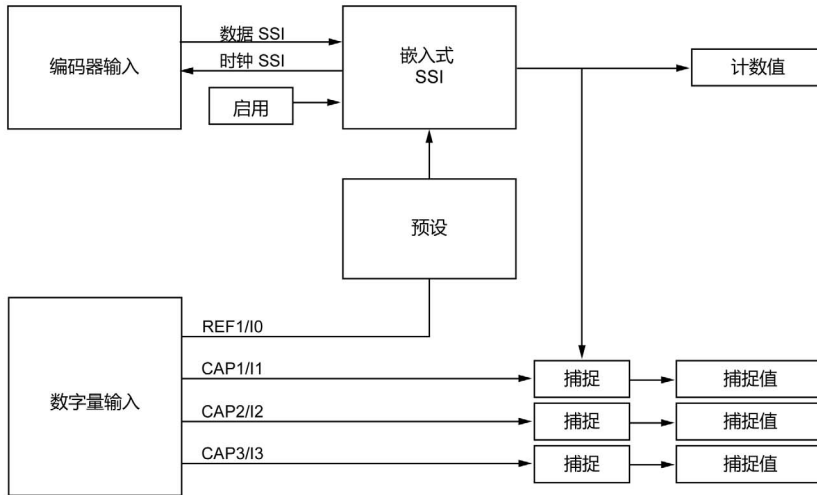 数据 SSI
编码器输入
时钟 SSI
启用
嵌入式
SSI
计数值
预设
数字量输入
REF1/I0
CAP1/I1
捕捉
捕捉值
CAP2/I2
捕捉
捕捉值
CAP3/I3
捕捉
捕捉值